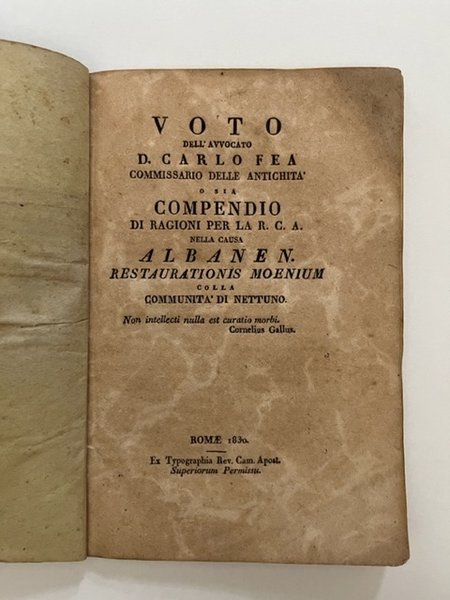 VOTO
DELL' AVVOCATO
D. CARLO FEA
COMMISSARIO DELLE ANTICHITA'
O SIA
COMPENDIO
DI RAGIONI PER LA R. C. A.
NELLA CAUSA
ALBANEN.
RESTAURATIONIS MOENIUM
COLLA
COMMUNITA' DI NETTUNO.
Non intellecti nulla est curatio morbi.
Cornelius Gallus.
ROMÆ 1830.
Ex Typographia Rev. Cam. Apost.
Superiorum Permissu.